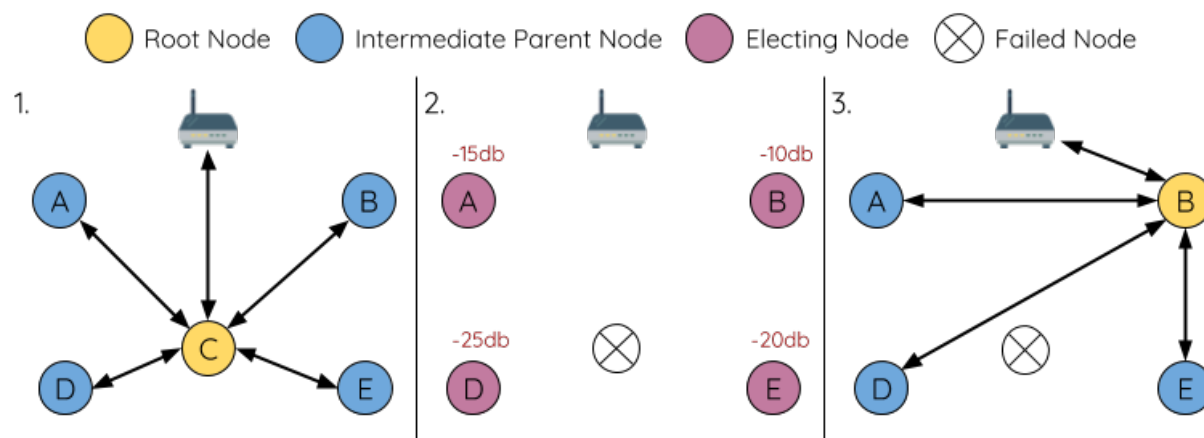 Root Node Intermediate Parent Node Electing Node Failed Node
1.
A
B
C
D
E
2.
-15db -10db
A
B
-25db -20db
D
E
3.
A
B
D
E